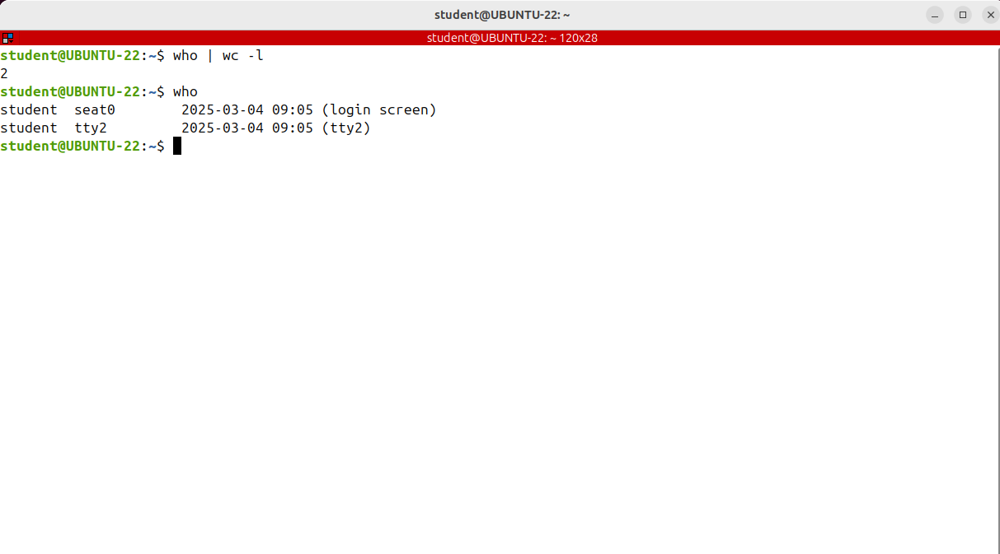 student@UBUNTU-22: ~
student@UBUNTU-22: ~ 120x28
student@UBUNTU-22:~$ who | wc -l
2
student@UBUNTU-22:~$ who
student  seat0        2025-03-04 09:05 (login screen)
student  tty2         2025-03-04 09:05 (tty2)
student@UBUNTU-22:~$